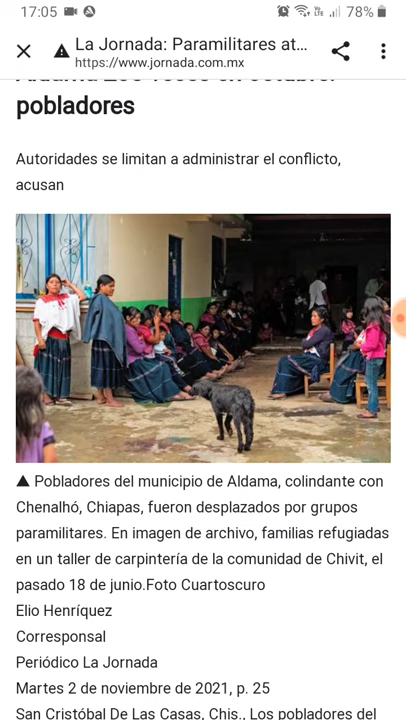 17:05
VoLTE 78%
La Jornada: Paramilitares at...
https://www.jornada.com.mx
pobladores
Autoridades se limitan a administrar el conflicto,
acusan
▲ Pobladores del municipio de Aldama, colindante con
Chenalhó, Chiapas, fueron desplazados por grupos
paramilitares. En imagen de archivo, familias refugiadas
en un taller de carpintería de la comunidad de Chivit, el
pasado 18 de junio.Foto Cuartoscuro
Elio Henríquez
Corresponsal
Periódico La Jornada
Martes 2 de noviembre de 2021, p. 25
San Cristóbal De Las Casas, Chis., Los pobladores del